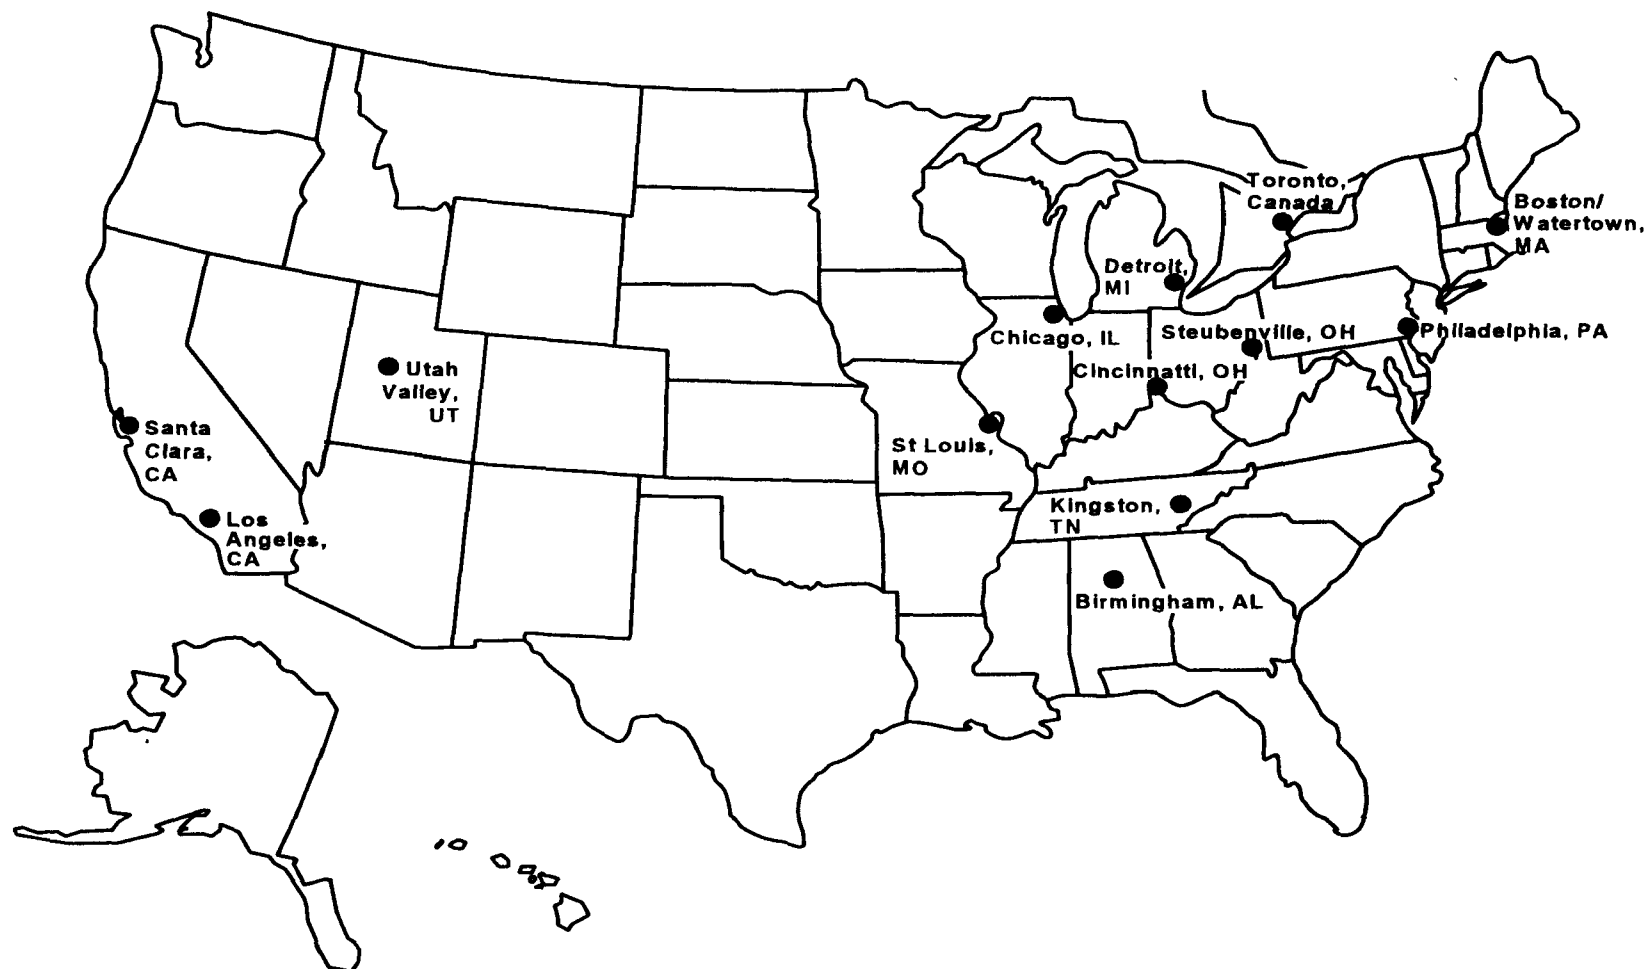 Toronto,
Canada
Boston/
Watertown,
MA
Detroit,
MI
Chicago, IL
Steubenville, OH
Philadelphia, PA
Cincinnatti, OH
Utah
Valley,
UT
Santa
Clara,
CA
St Louis,
MO
Kingston,
TN
Los
Angeles,
CA
Birmingham, AL